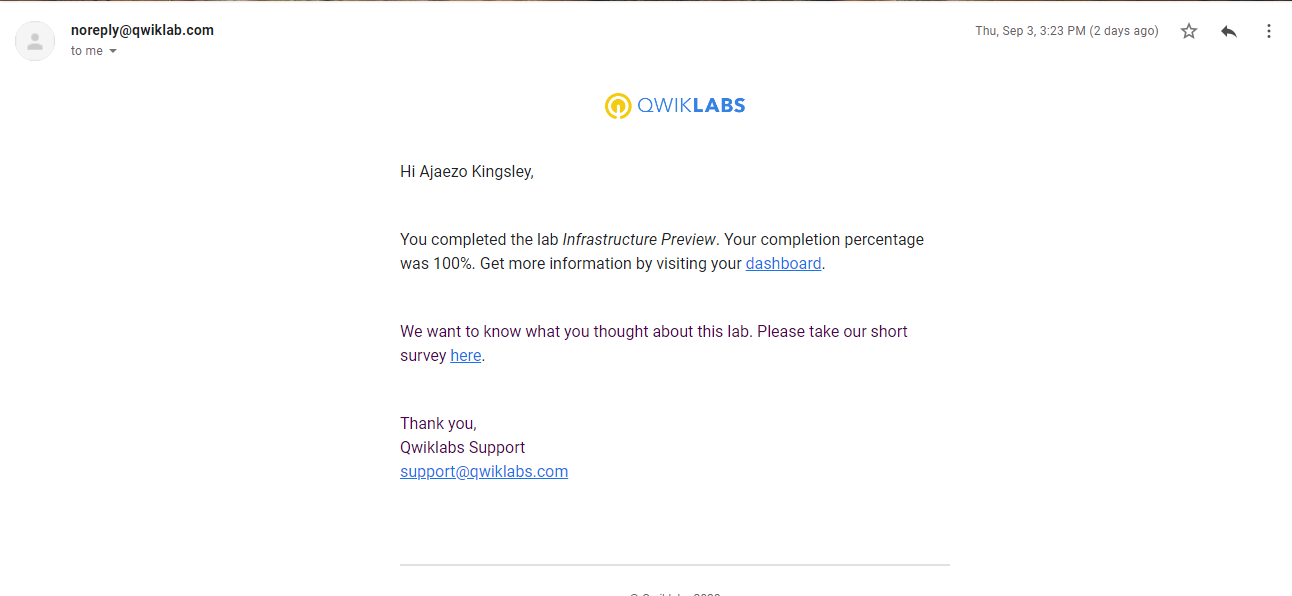 noreply@qwiklab.com
Thu, Sep 3, 3:23 PM (2 days ago)
to me
QWIKLABS
Hi Ajaezo Kingsley,
You completed the lab Infrastructure Preview. Your completion percentage
was 100%. Get more information by visiting your dashboard.
We want to know what you thought about this lab. Please take our short
survey here.
Thank you,
Qwiklabs Support
support@qwiklabs.com